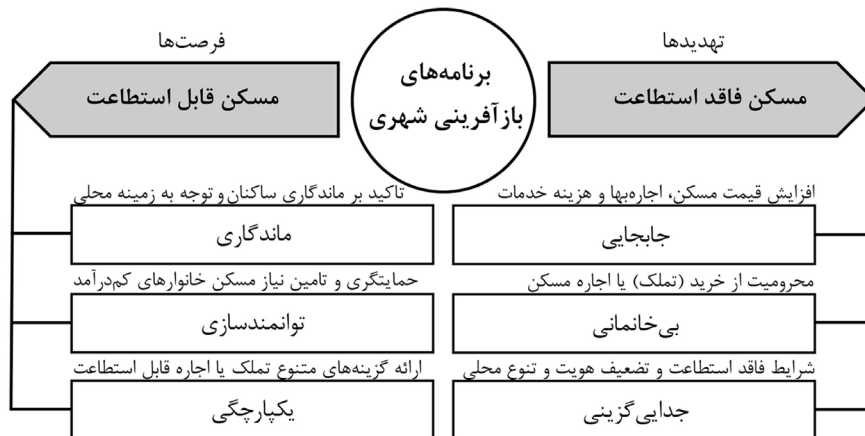 تهدیدها
فرصت‌ها
برنامه‌های
بازآفرینی شهری
مسکن فاقد استطاعت
مسکن قابل استطاعت
افزایش قیمت مسکن، اجاره‌بها و هزینه خدمات
جابجایی
محرومیت از خرید (تملک) یا اجاره مسکن
بی‌خانمانی
شرایط فاقد استطاعت و تضعیف هویت و تنوع محلی
جدایی‌گزینی
تاکید بر ماندگاری ساکنان و توجه به زمینه محلی
ماندگاری
حمایتگری و تامین نیاز مسکن خانوارهای کم‌درآمد
توانمندسازی
ارائه گزینه‌های متنوع تملک یا اجاره قابل استطاعت
یکپارچگی